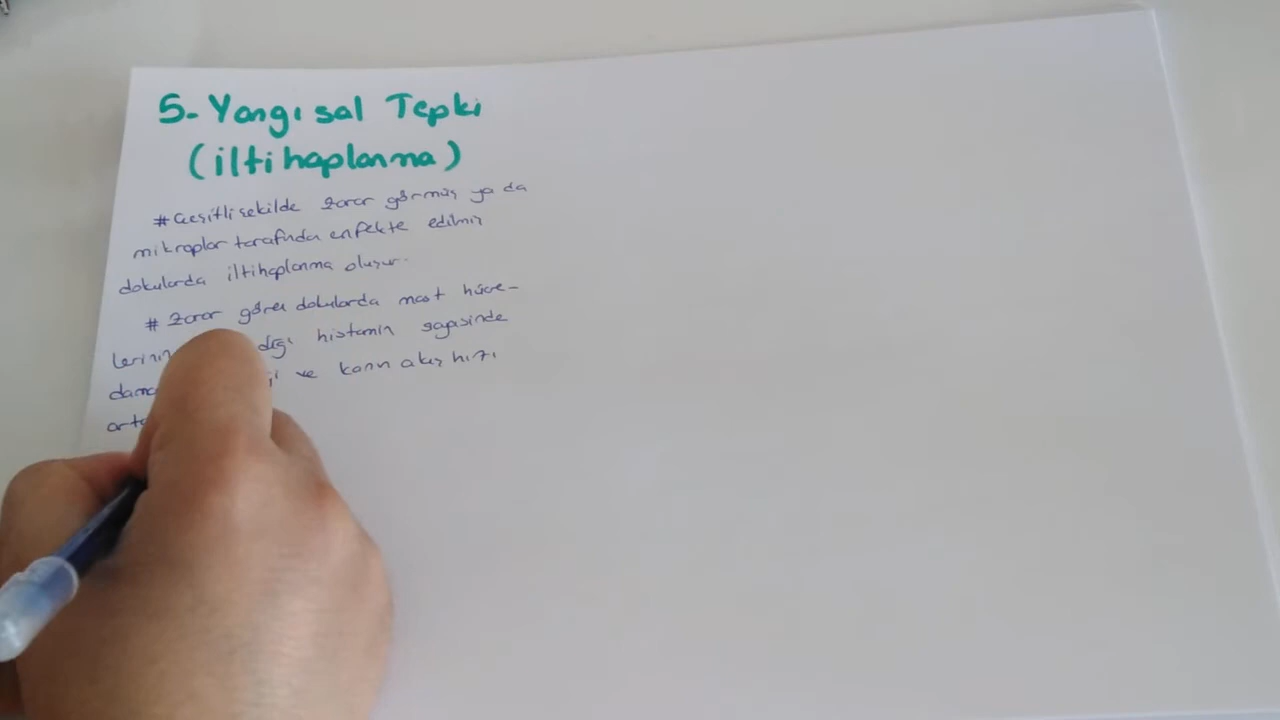 5- Yangısal Tepki
(iltihaplanma)
# Çeşitli şekilde zarar görmüş ya da
mikroplar tarafından enfekte edilmiş
dokularda iltihaplanma oluşur.
# Zarar gören dokularda mast hücre-
lerinin histamin sayesinde
ve kanın akış hızı